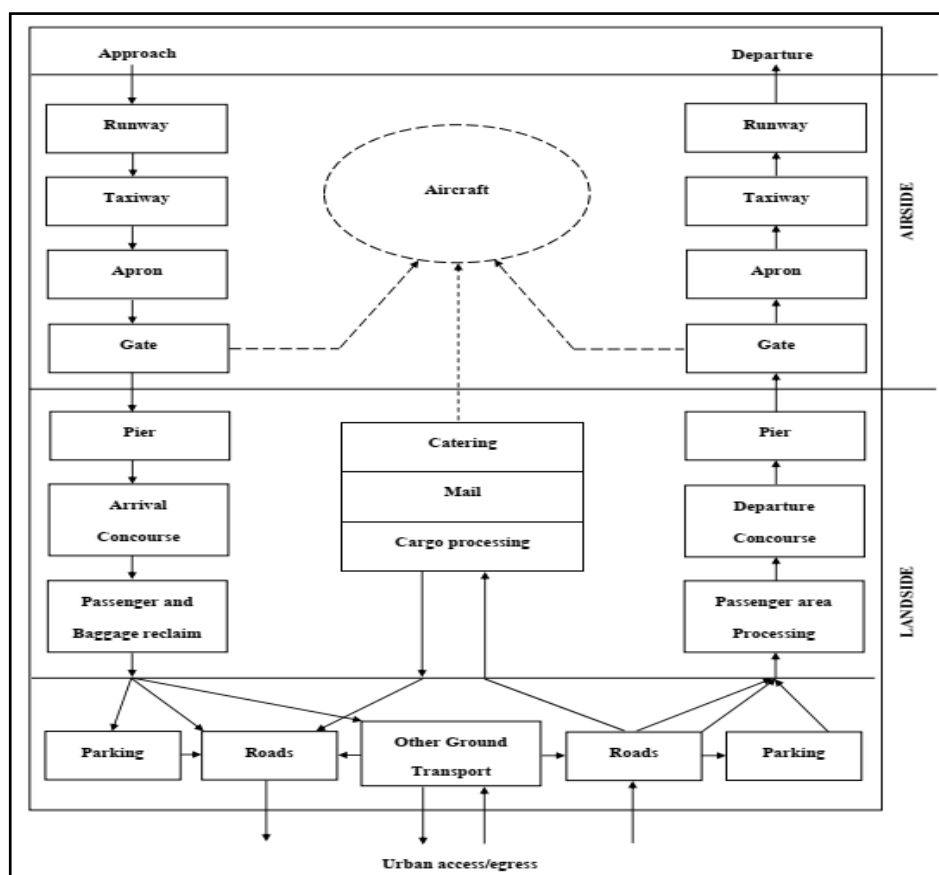 Approach
Departure
Runway
Runway
Taxiway
Aircraft
Taxiway
AIRSIDE
Apron
Apron
Gate
Gate
Pier
Catering
Pier
Mail
Arrival
Concourse
Departure
Concourse
Cargo processing
LANDSIDE
Passenger and
Baggage reclaim
Passenger area
Processing
Parking
Roads
Other Ground
Transport
Roads
Parking
Urban access/egress